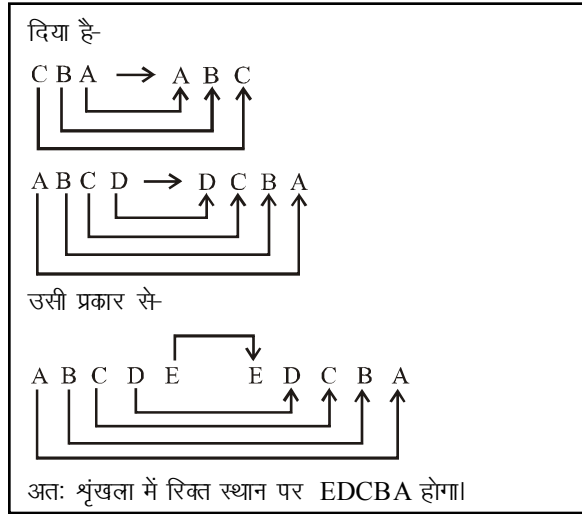 दिया है-
C B A → A B C
A B C D → D C B A
उसी प्रकार से-
A B C D E E D C B A
अतः शृंखला में रिक्त स्थान पर EDCBA होगा।